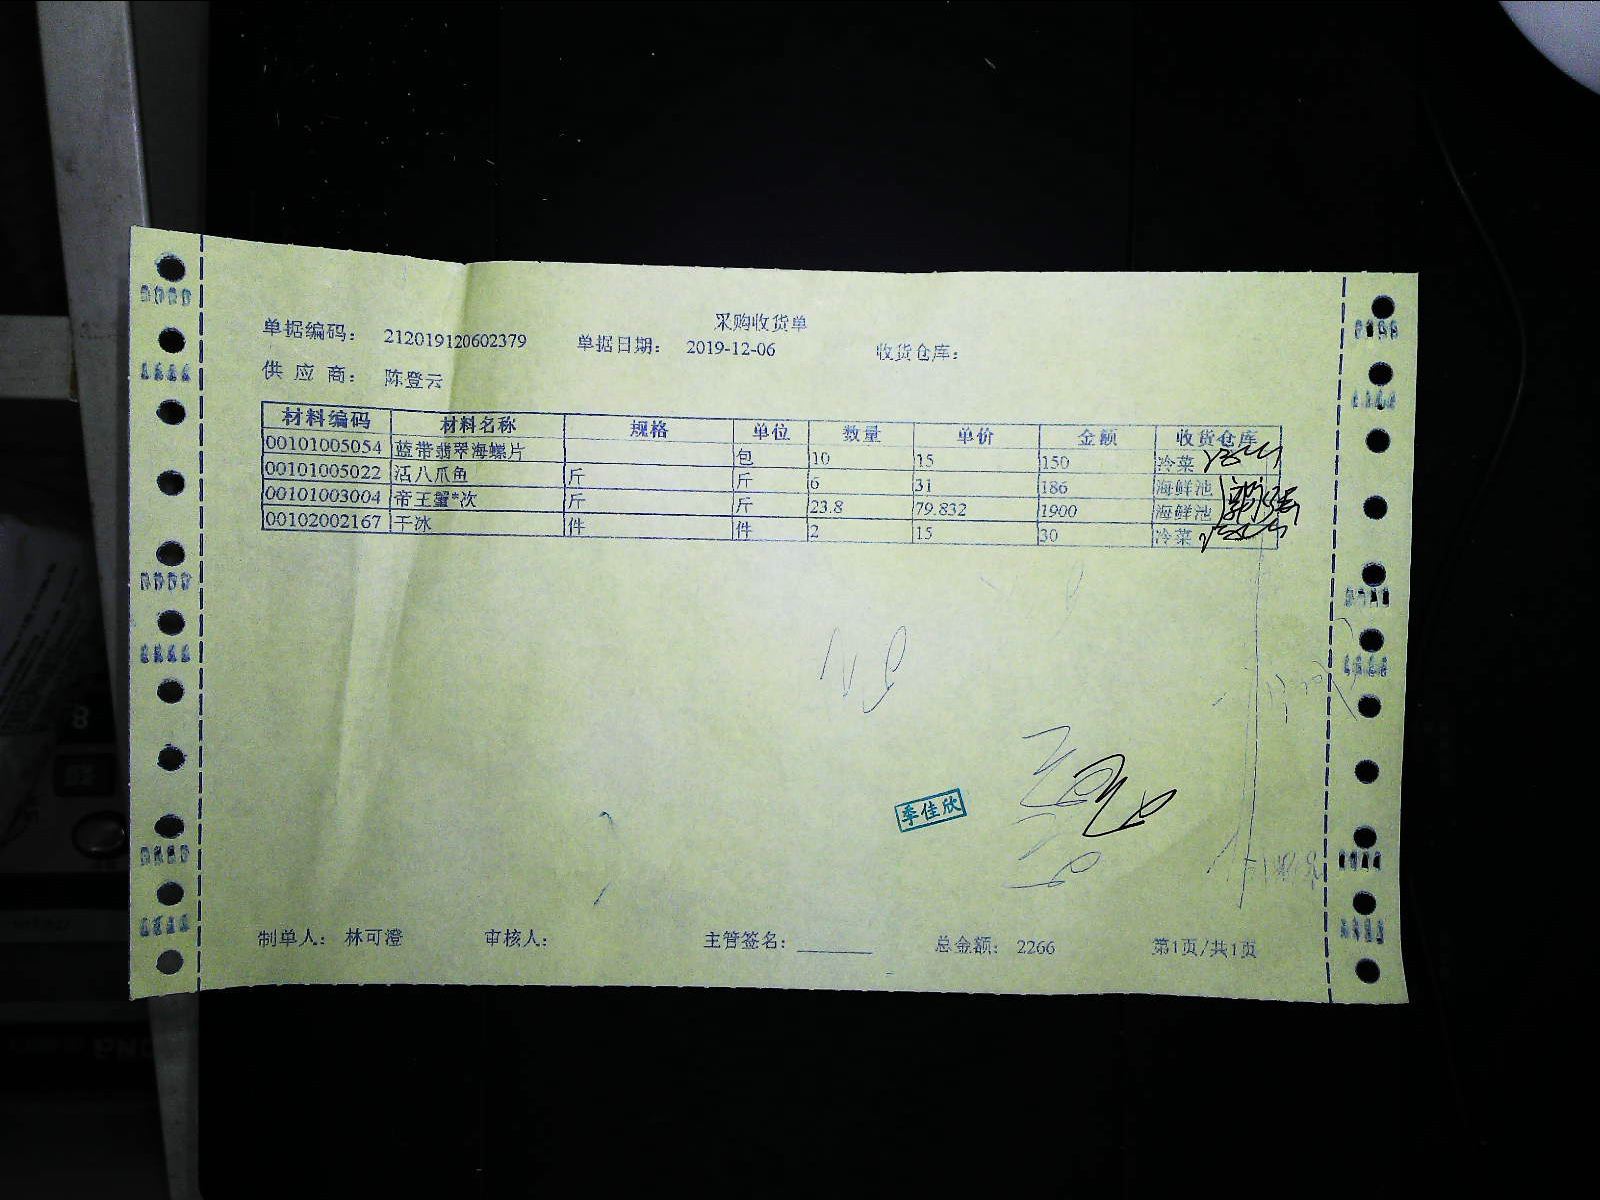 采购收货单
单据编码： 212019120602379 单据日期： 2019-12-06 收货仓库：
供 应 商： 陈登云
材料编码 材料名称 规格 单位 数量 单价 金额 收货仓库
00101005054 蓝带翡翠海螺片 包 10 15 150 冷菜
00101005022 活八爪鱼 斤 斤 6 31 186 海鲜池
00101003004 帝王蟹*次 斤 斤 23.8 79.832 1900 海鲜池
00102002167 干冰 件 件 2 15 30 冷菜
季佳欣
制单人： 林可澄 审核人： 主管签名： 总金额： 2266 第1页/共1页